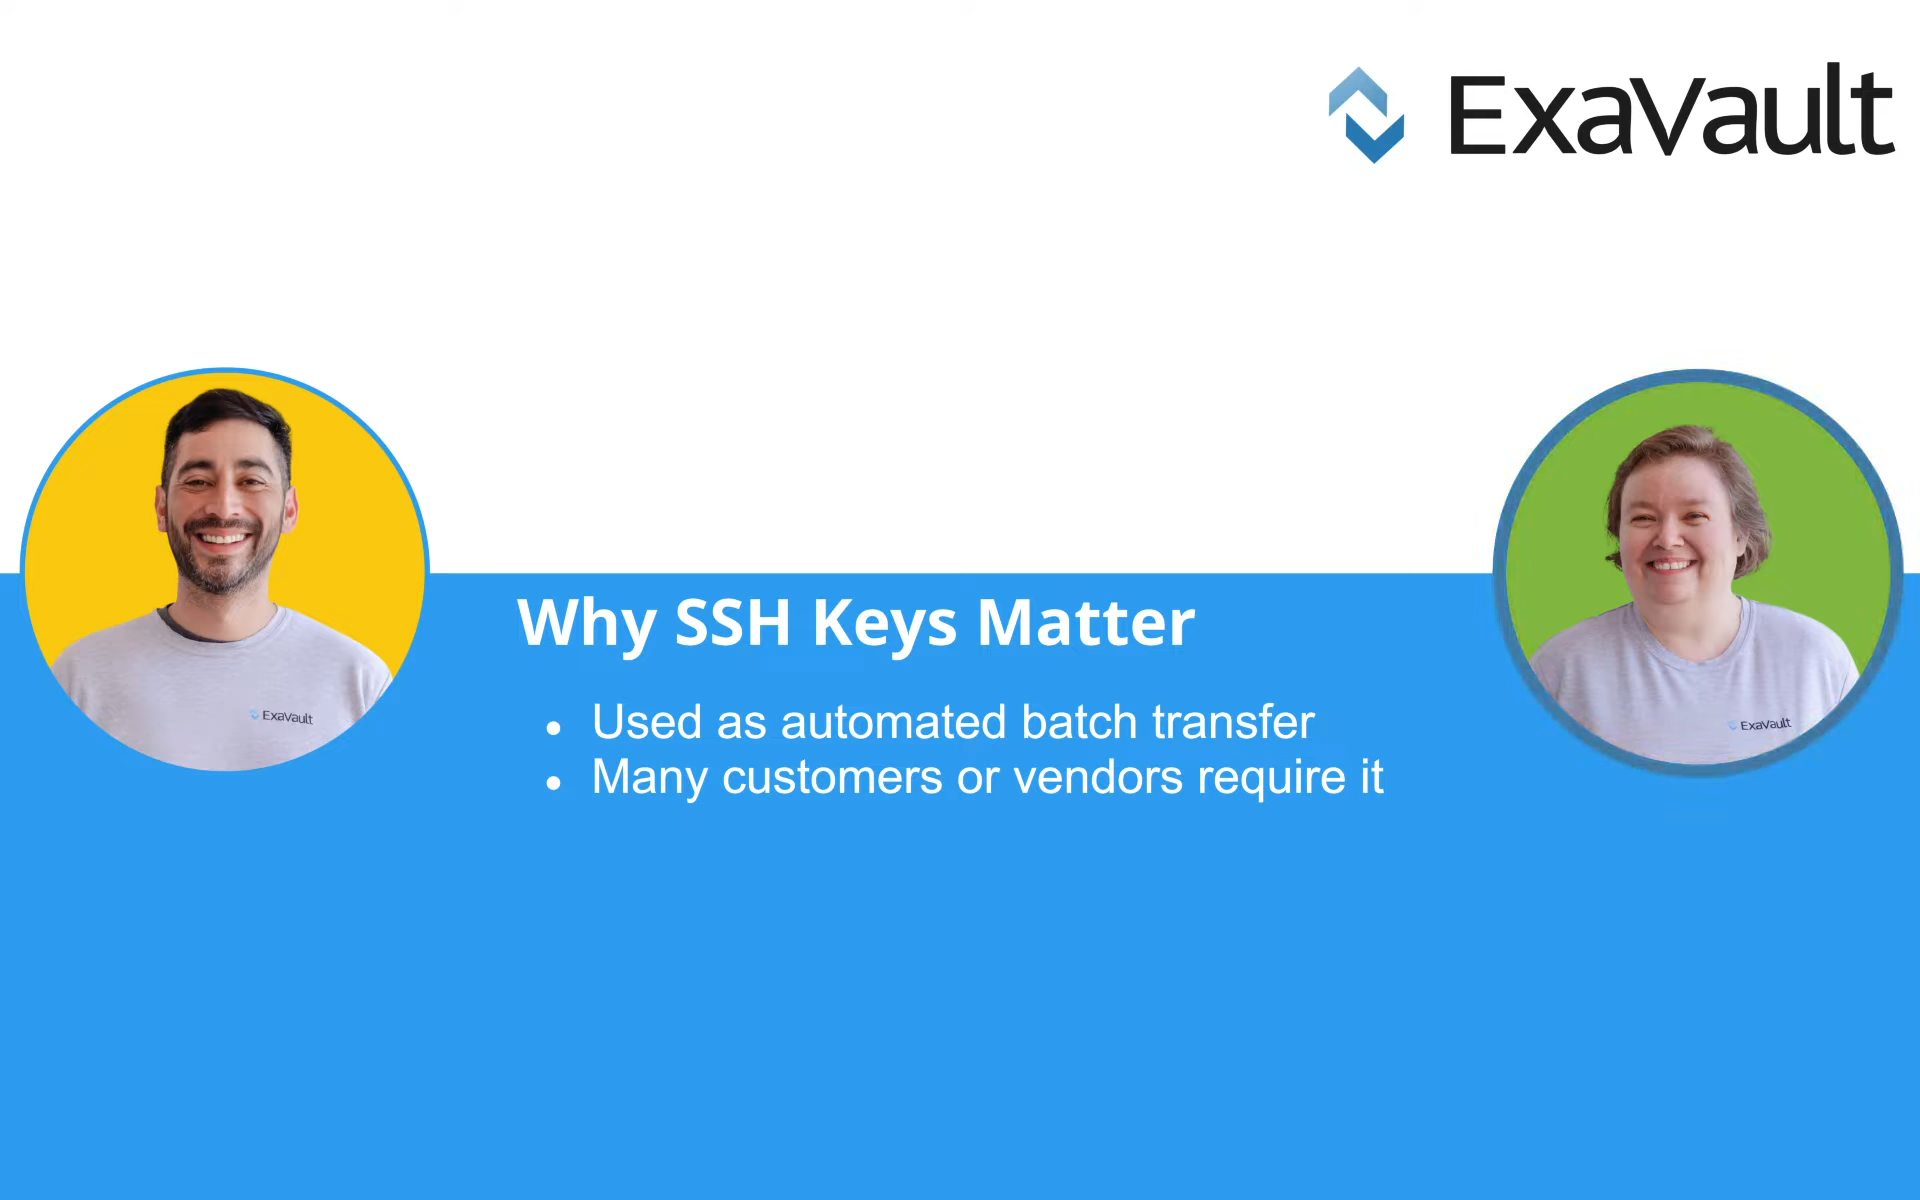 ExaVault
Why SSH Keys Matter
• Used as automated batch transfer
• Many customers or vendors require it
ExaVault
ExaVault